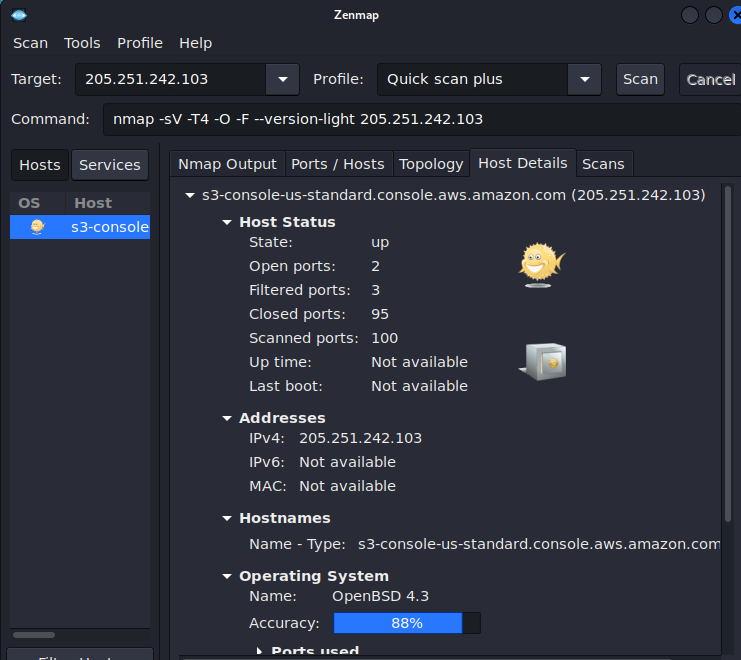 Zenmap
Scan Tools Profile Help
Target: 205.251.242.103 Profile: Quick scan plus Scan Cancel
Command: nmap -sV -T4 -O -F --version-light 205.251.242.103
Hosts Services
Nmap Output Ports / Hosts Topology Host Details Scans
OS Host
s3-console
s3-console-us-standard.console.aws.amazon.com (205.251.242.103)
Host Status
State: up
Open ports: 2
Filtered ports: 3
Closed ports: 95
Scanned ports: 100
Up time: Not available
Last boot: Not available
Addresses
IPv4: 205.251.242.103
IPv6: Not available
MAC: Not available
Hostnames
Name - Type: s3-console-us-standard.console.aws.amazon.com
Operating System
Name: OpenBSD 4.3
Accuracy: 88%
Ports used